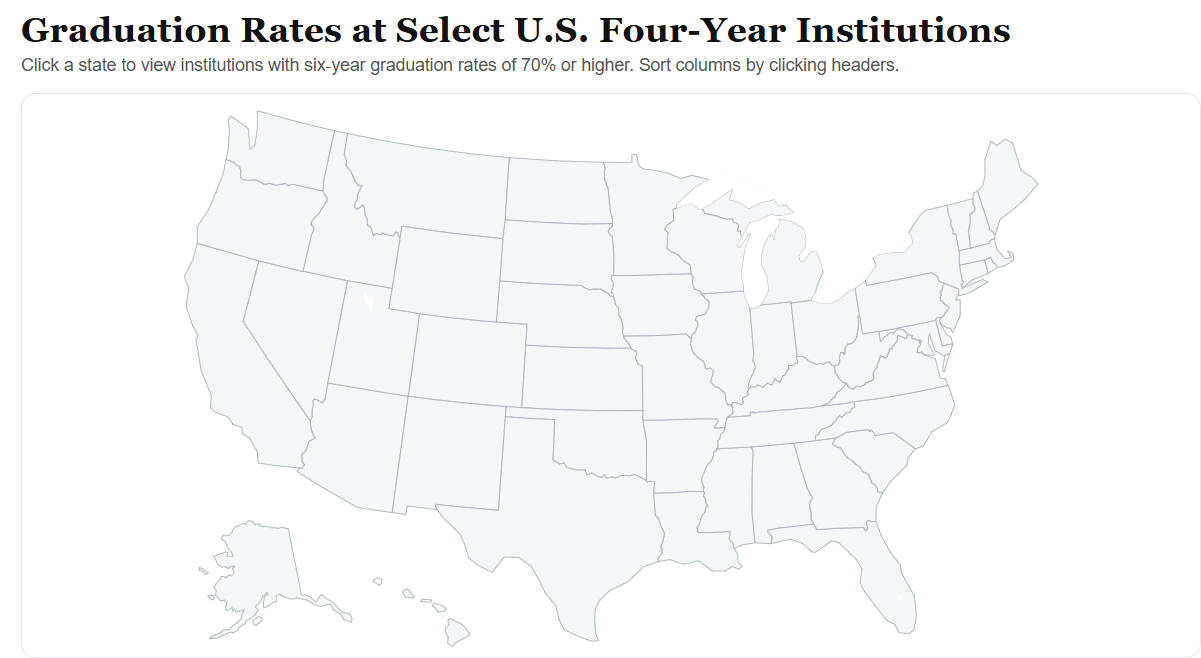 Graduation Rates at Select U.S. Four-Year Institutions
Click a state to view institutions with six-year graduation rates of 70% or higher. Sort columns by clicking headers.